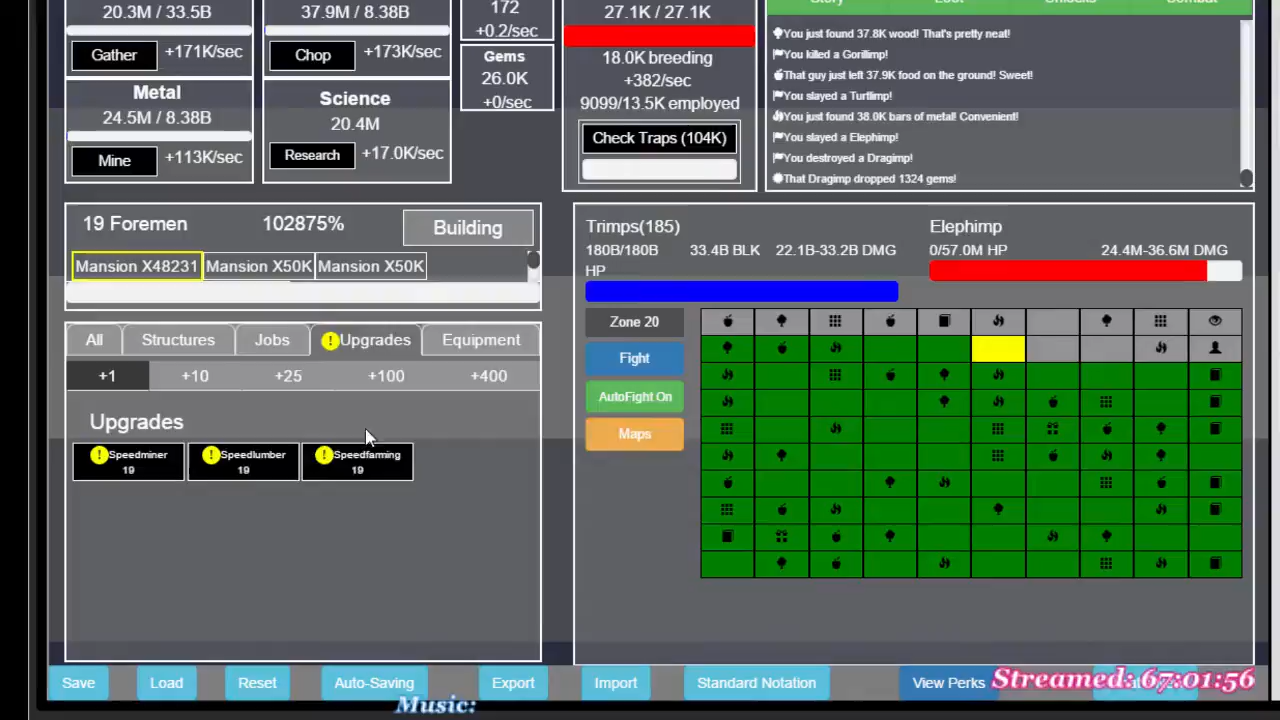 20.3M / 33.5B
Gather
+171K/sec
37.9M / 8.38B
Chop
+173K/sec
Metal
24.5M / 8.38B
Mine
+113K/sec
Science
20.4M
Research
+17.0K/sec
172
+0.2/sec
Gems
26.0K
+0/sec
27.1K / 27.1K
18.0K breeding
+382/sec
9099/13.5K employed
Check Traps (104K)
You just found 37.8K wood! That's pretty neat!
You killed a Gorillimp!
That guy just left 37.9K food on the ground! Sweet!
You slayed a Turtlimp!
You just found 38.0K bars of metal! Convenient!
You slayed a Elephimp!
You destroyed a Dragimp!
That Dragimp dropped 1324 gems!
19 Foremen
102875%
Building
Mansion X48231
Mansion X50K
Mansion X50K
All
Structures
Jobs
! Upgrades
Equipment
+1
+10
+25
+100
+400
Upgrades
! Speedminer
19
! Speedlumber
19
! Speedfarming
19
Trimps(185)
180B/180B
HP
33.4B BLK
22.1B-33.2B DMG
Elephimp
0/57.0M HP
24.4M-36.6M DMG
Zone 20
Fight
AutoFight On
Maps
Save
Load
Reset
Auto-Saving
Export
Import
Standard Notation
View Perks
Streamed: 67:01:56
Music: